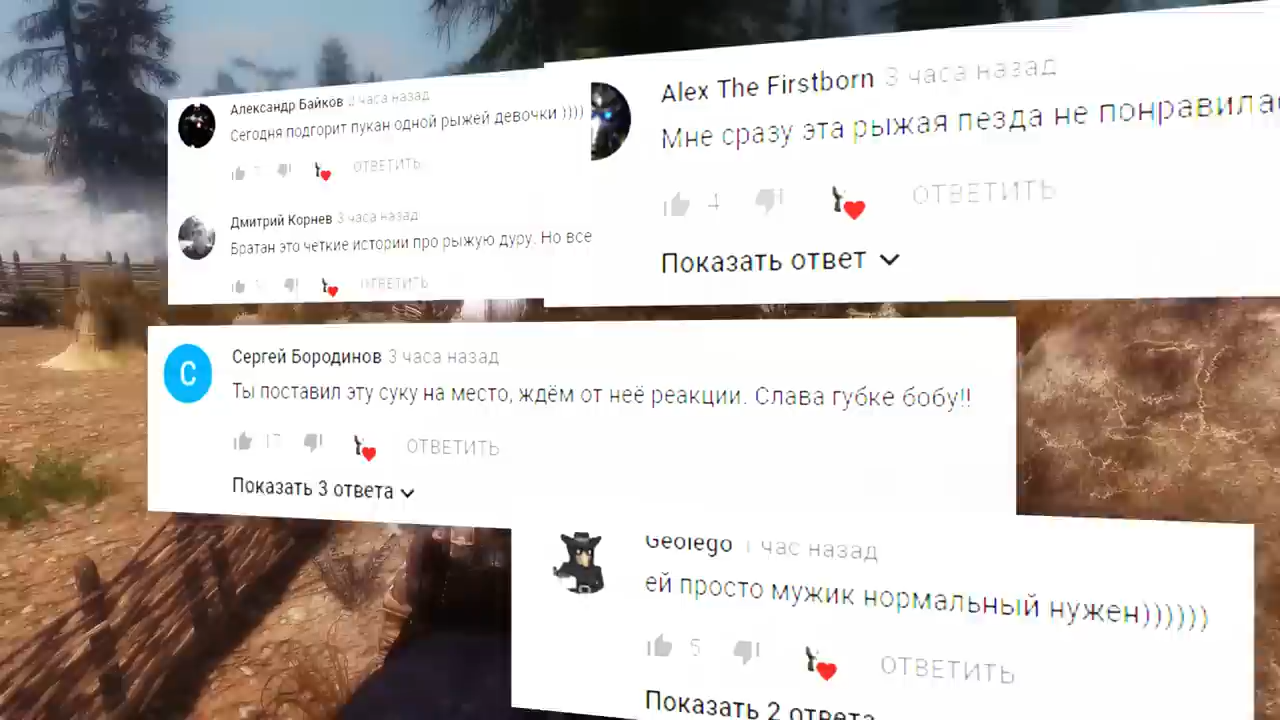 Александр Байков 3 часа назад
Сегодня подгорит пукан одной рыжей девочки ))))
7 ОТВЕТИТЬ
Дмитрий Корнев 3 часа назад
Братан это четкие истории про рыжую дуру. Но все
ОТВЕТИТЬ
Alex The Firstborn 3 часа назад
Мне сразу эта рыжая пезда не понравила
4 ОТВЕТИТЬ
Показать ответ
С
Сергей Бородинов 3 часа назад
Ты поставил эту суку на место, ждём от неё реакции. Слава губке бобу!!
17 ОТВЕТИТЬ
Показать 3 ответа
Geolego 1 час назад
ей просто мужик нормальный нужен))))))
5 ОТВЕТИТЬ
Показать 2 ответа